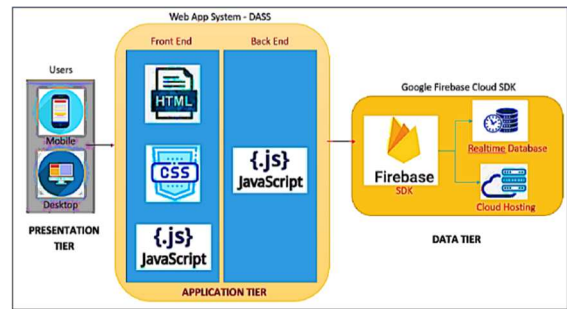 Web App System - DASS
Users
Mobile
Desktop
PRESENTATION
TIER
Front End
HTML
CSS
{.js}
JavaScript
Back End
{.js}
JavaScript
APPLICATION TIER
Google Firebase Cloud SDK
Firebase
SDK
Realtime Database
Cloud Hosting
DATA TIER